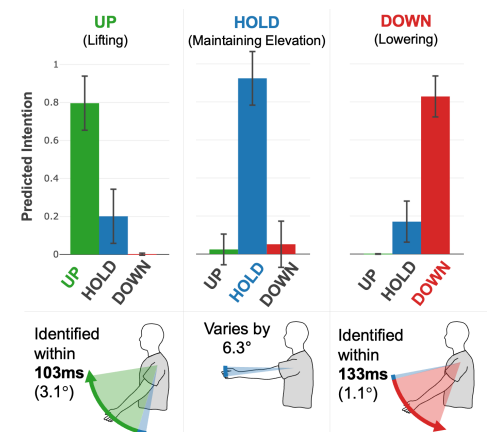 UP
(Lifting)
HOLD
(Maintaining Elevation)
DOWN
(Lowering)
Predicted Intention
1
0.8
0.6
0.4
0.2
0
UP
HOLD
DOWN
UP
HOLD
DOWN
UP
HOLD
DOWN
Identified
within
103ms
(3.1°)
Varies by
6.3°
Identified
within
133ms
(1.1°)